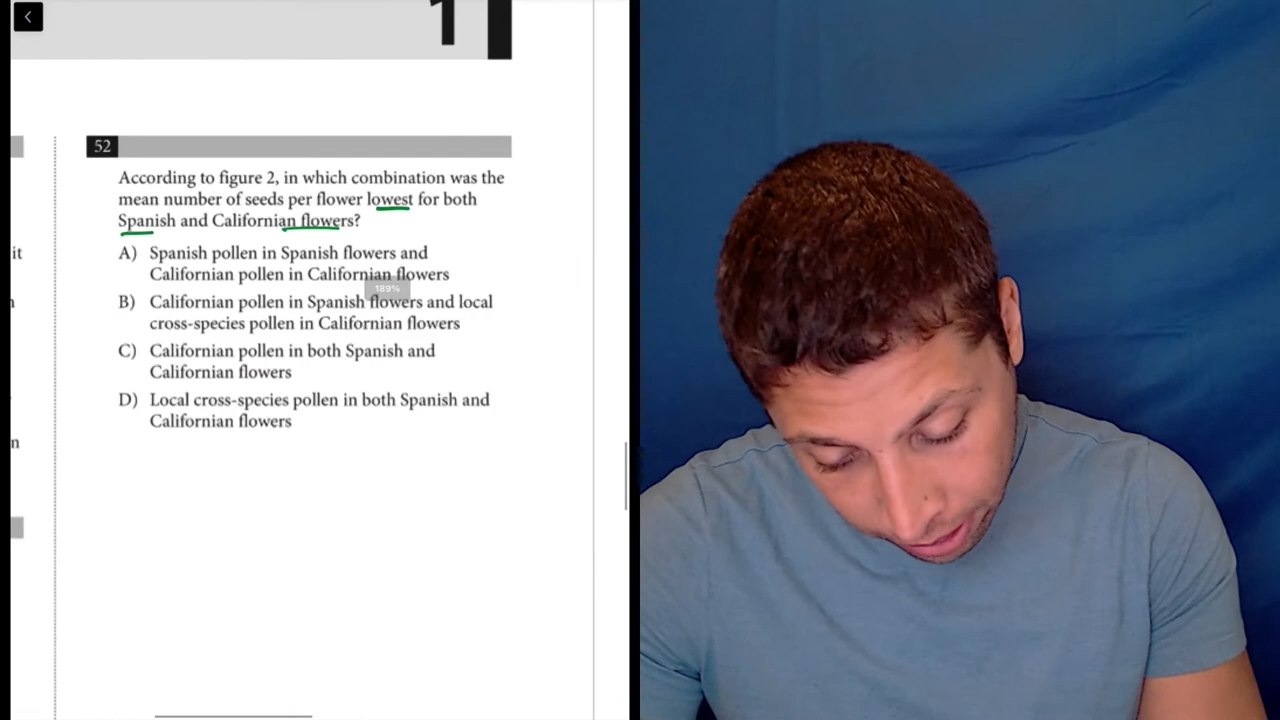 11
52
According to figure 2, in which combination was the
mean number of seeds per flower lowest for both
Spanish and Californian flowers?
A) Spanish pollen in Spanish flowers and
Californian pollen in Californian flowers
189%
B) Californian pollen in Spanish flowers and local
cross-species pollen in Californian flowers
C) Californian pollen in both Spanish and
Californian flowers
D) Local cross-species pollen in both Spanish and
Californian flowers
it
n